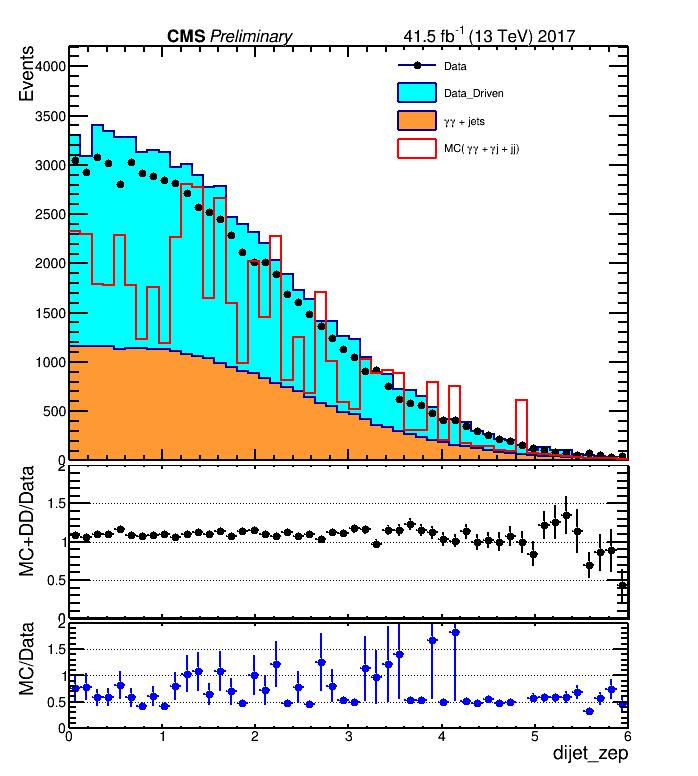 CMS Preliminary 41.5 fb⁻¹ (13 TeV) 2017
Events
4000
3500
3000
2500
2000
1500
1000
500
0
Data
Data_Driven
γγ + jets
MC( γγ + γj + jj)
MC+DD/Data
2
1.5
1
0.5
0
MC/Data
2
1.5
1
0.5
0
0 1 2 3 4 5 6
dijet_zep